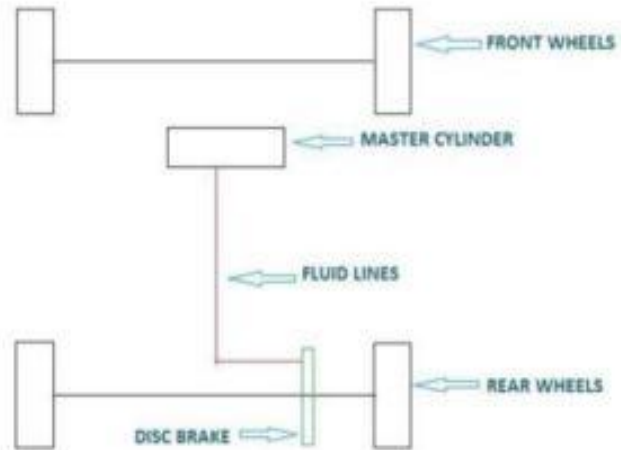 FRONT WHEELS
MASTER CYLINDER
FLUID LINES
REAR WHEELS
DISC BRAKE